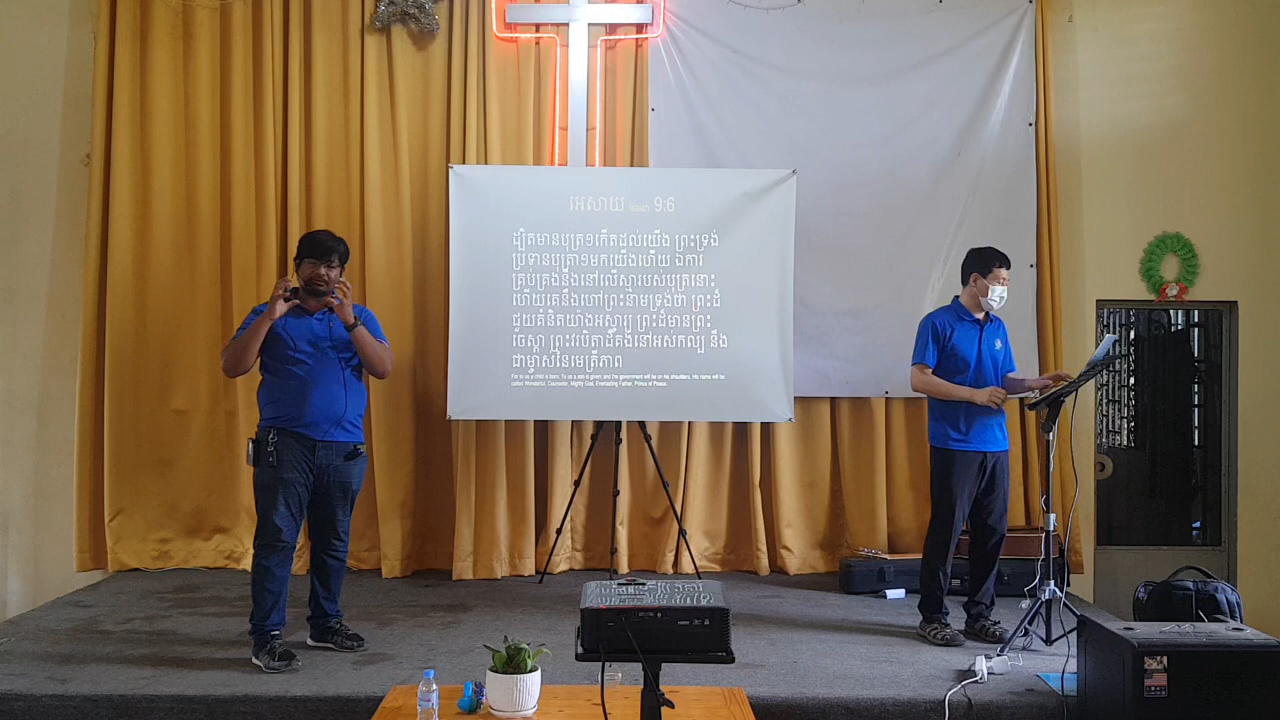 អេសាយ 9:6
ដ្បិតមានបុត្រ១កើតដល់យើង ព្រះទ្រង់
ប្រទានបុត្រា១មកយើងហើយ ឯការ
គ្រប់គ្រងនឹងនៅលើស្មារបស់បុត្រនោះ
ហើយគេនឹងហៅព្រះនាមទ្រង់ថា ព្រះដ៏
ជួយគំនិតយ៉ាងអស្ចារ្យ ព្រះដ៏មានព្រះ
ចេស្តា ព្រះវរបិតាដ៏គង់នៅអស់កល្ប នឹង
ជាម្ចាស់នៃមេត្រីភាព
For to us a child is born; To us a son is given; and the government will be on his shoulders. His name will be
called Wonderful, Counselor, Mighty God, Everlasting Father, Prince of Peace.